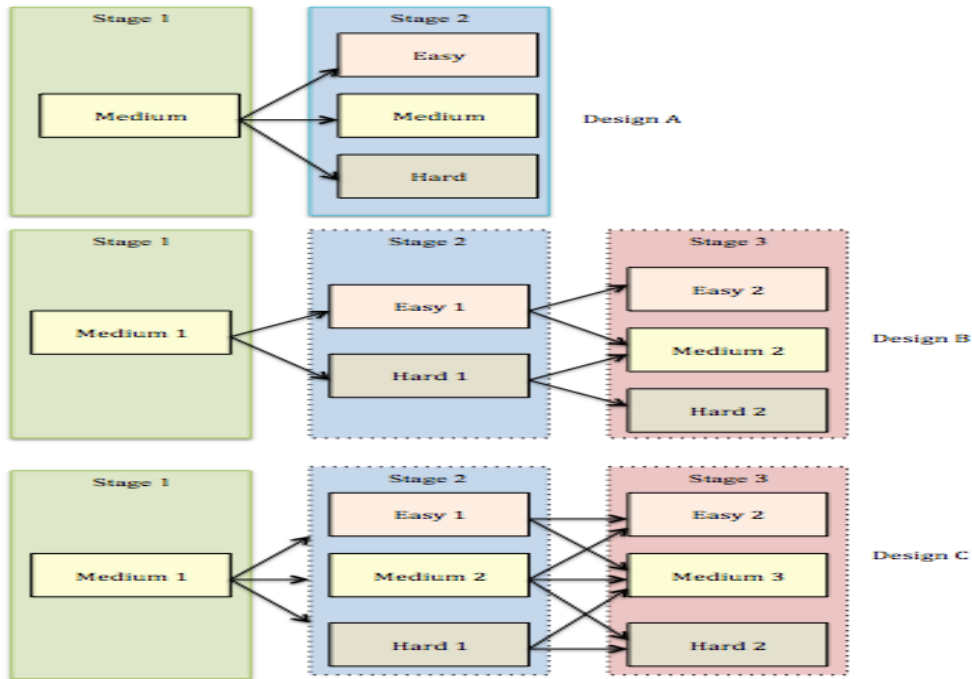 Stage 1
Stage 2
Easy
Medium
Medium
Design A
Hard
Stage 1
Stage 2
Stage 3
Easy 2
Easy 1
Medium 1
Design B
Medium 2
Hard 1
Hard 2
Stage 1
Stage 2
Stage 3
Easy 1
Easy 2
Design C
Medium 1
Medium 2
Medium 3
Hard 1
Hard 2